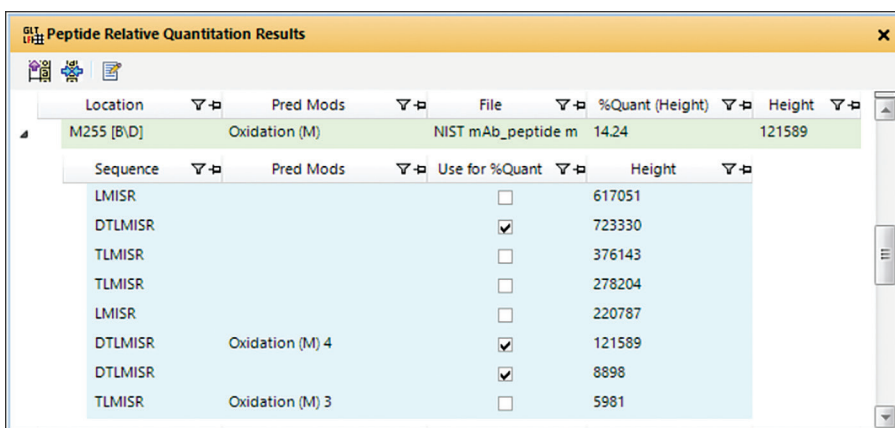 GLT
Peptide Relative Quantitation Results
Location Pred Mods File %Quant (Height) Height
M255 [B\D] Oxidation (M) NIST mAb_peptide m 14.24 121589
Sequence Pred Mods Use for %Quant Height
LMISR 617051
DTLMISR 723330
TLMISR 376143
TLMISR 278204
LMISR 220787
DTLMISR Oxidation (M) 4 121589
DTLMISR 8898
TLMISR Oxidation (M) 3 5981